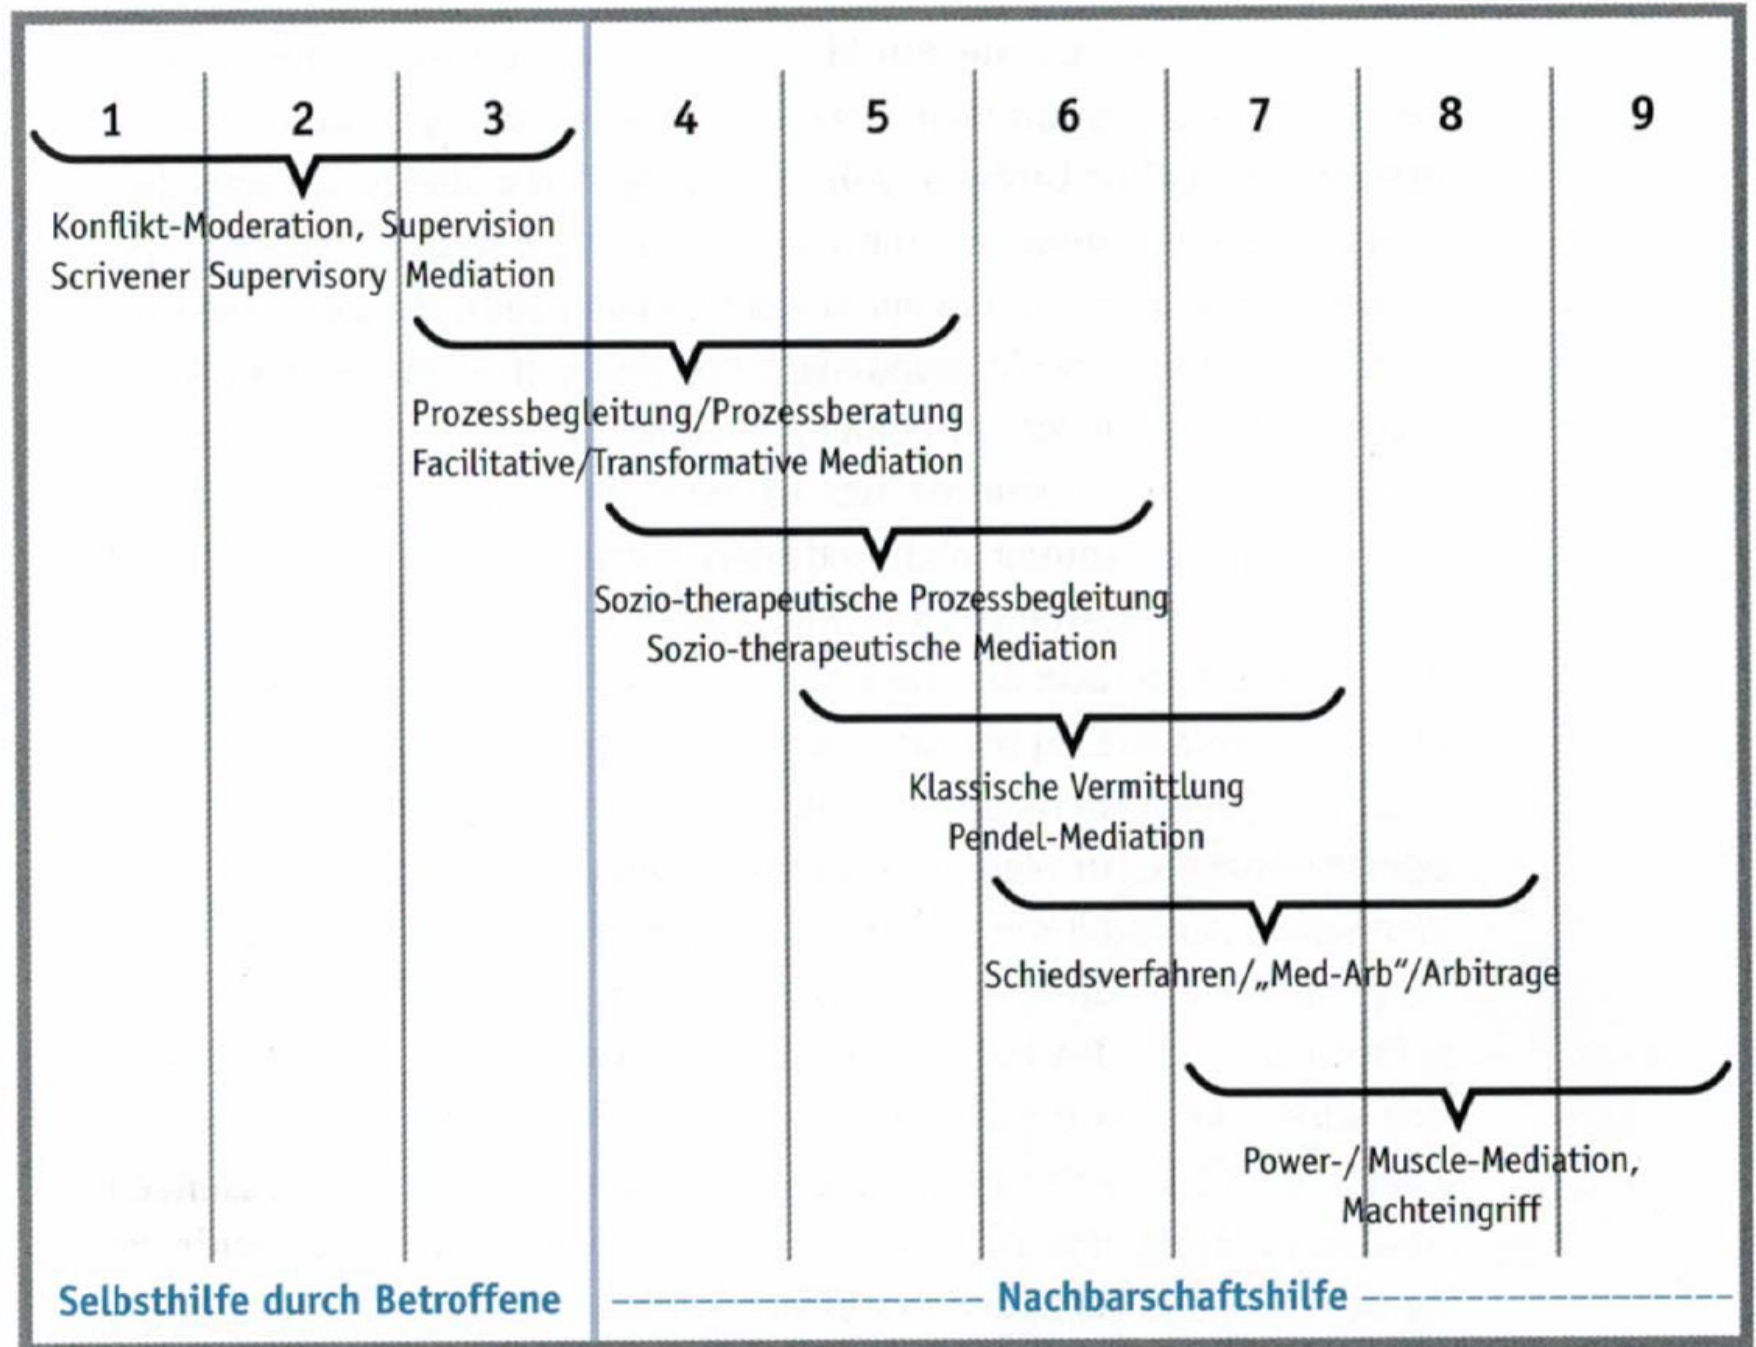 1 2 3 4 5 6 7 8 9
Konflikt-Moderation, Supervision
Scrivener Supervisory Mediation
Prozessbegleitung/Prozessberatung
Facilitative/Transformative Mediation
Sozio-therapeutische Prozessbegleitung
Sozio-therapeutische Mediation
Klassische Vermittlung
Pendel-Mediation
Schiedsverfahren/„Med-Arb“/Arbitrage
Power-/Muscle-Mediation,
Machteingriff
Selbsthilfe durch Betroffene Nachbarschaftshilfe